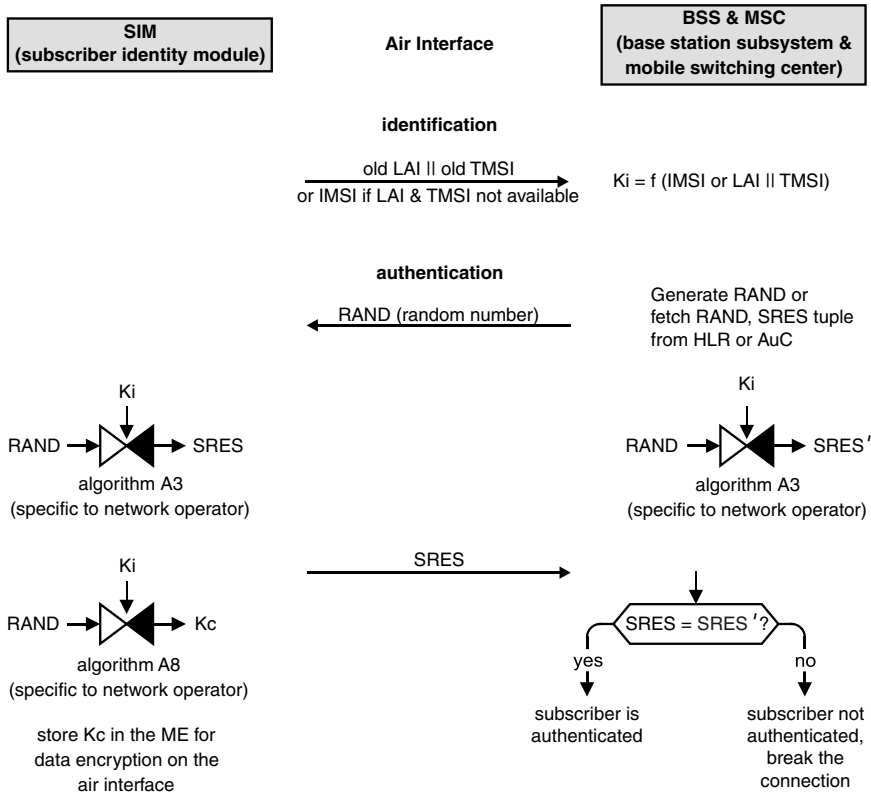 SIM
(subscriber identity module)
Air Interface
BSS & MSC
(base station subsystem &
mobile switching center)
identification
old LAI || old TMSI
or IMSI if LAI & TMSI not available
Ki = f (IMSI or LAI || TMSI)
authentication
RAND (random number)
Generate RAND or
fetch RAND, SRES tuple
from HLR or AuC
Ki
RAND
SRES
algorithm A3
(specific to network operator)
Ki
RAND
SRES′
algorithm A3
(specific to network operator)
SRES
Ki
RAND
Kc
algorithm A8
(specific to network operator)
store Kc in the ME for
data encryption on the
air interface
SRES = SRES′?
yes
no
subscriber is
authenticated
subscriber not
authenticated,
break the
connection